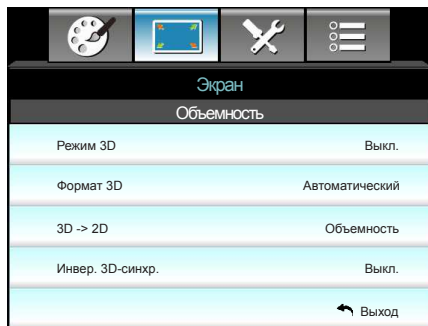 Экран
Объемность
Режим 3D Выкл.
Формат 3D Автоматический
3D -> 2D Объемность
Инвер. 3D-синхр. Выкл.
Выход